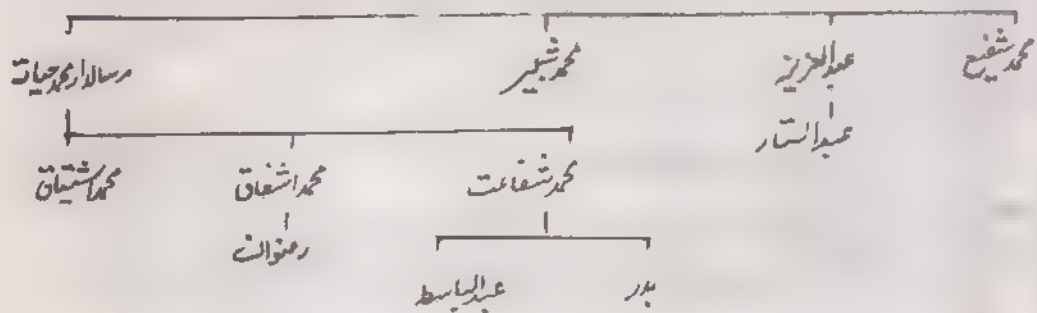 محمد شفیع عبدالعزیز محمد شبیر رسالدار محمد حیات
عبدالستار
محمد شفاعت محمد اشفاق محمد اشتیاق
رضوان
بدر عبدالباسط